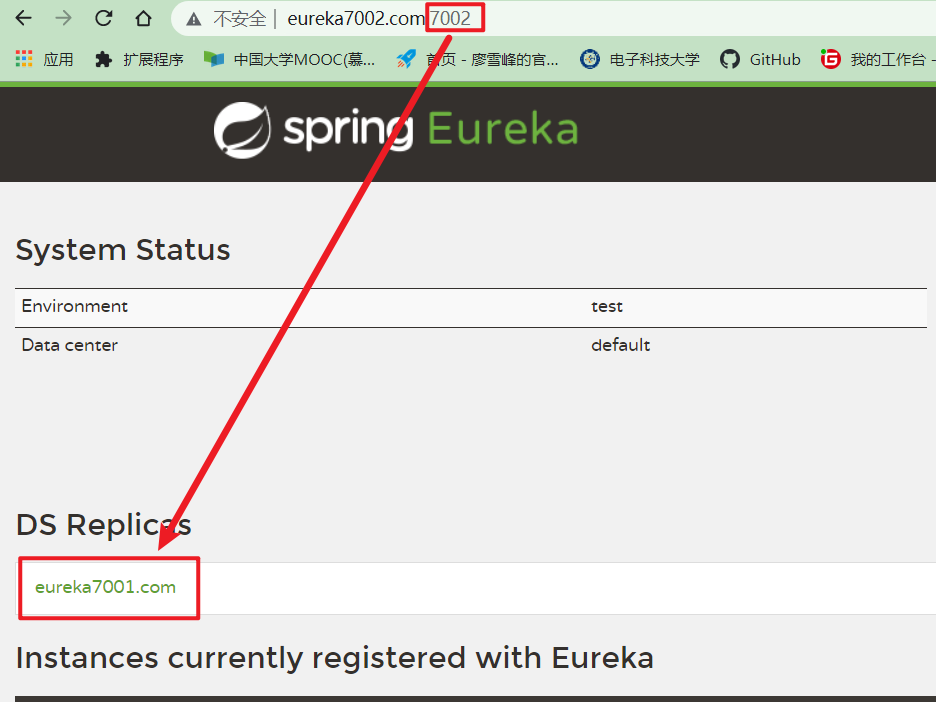 不安全 | eureka7002.com:7002
应用 扩展程序 中国大学MOOC(慕... 首页 - 廖雪峰的官... 电子科技大学 GitHub 我的工作台 -
spring Eureka
System Status
Environment test
Data center default
DS Replicas
eureka7001.com
Instances currently registered with Eureka